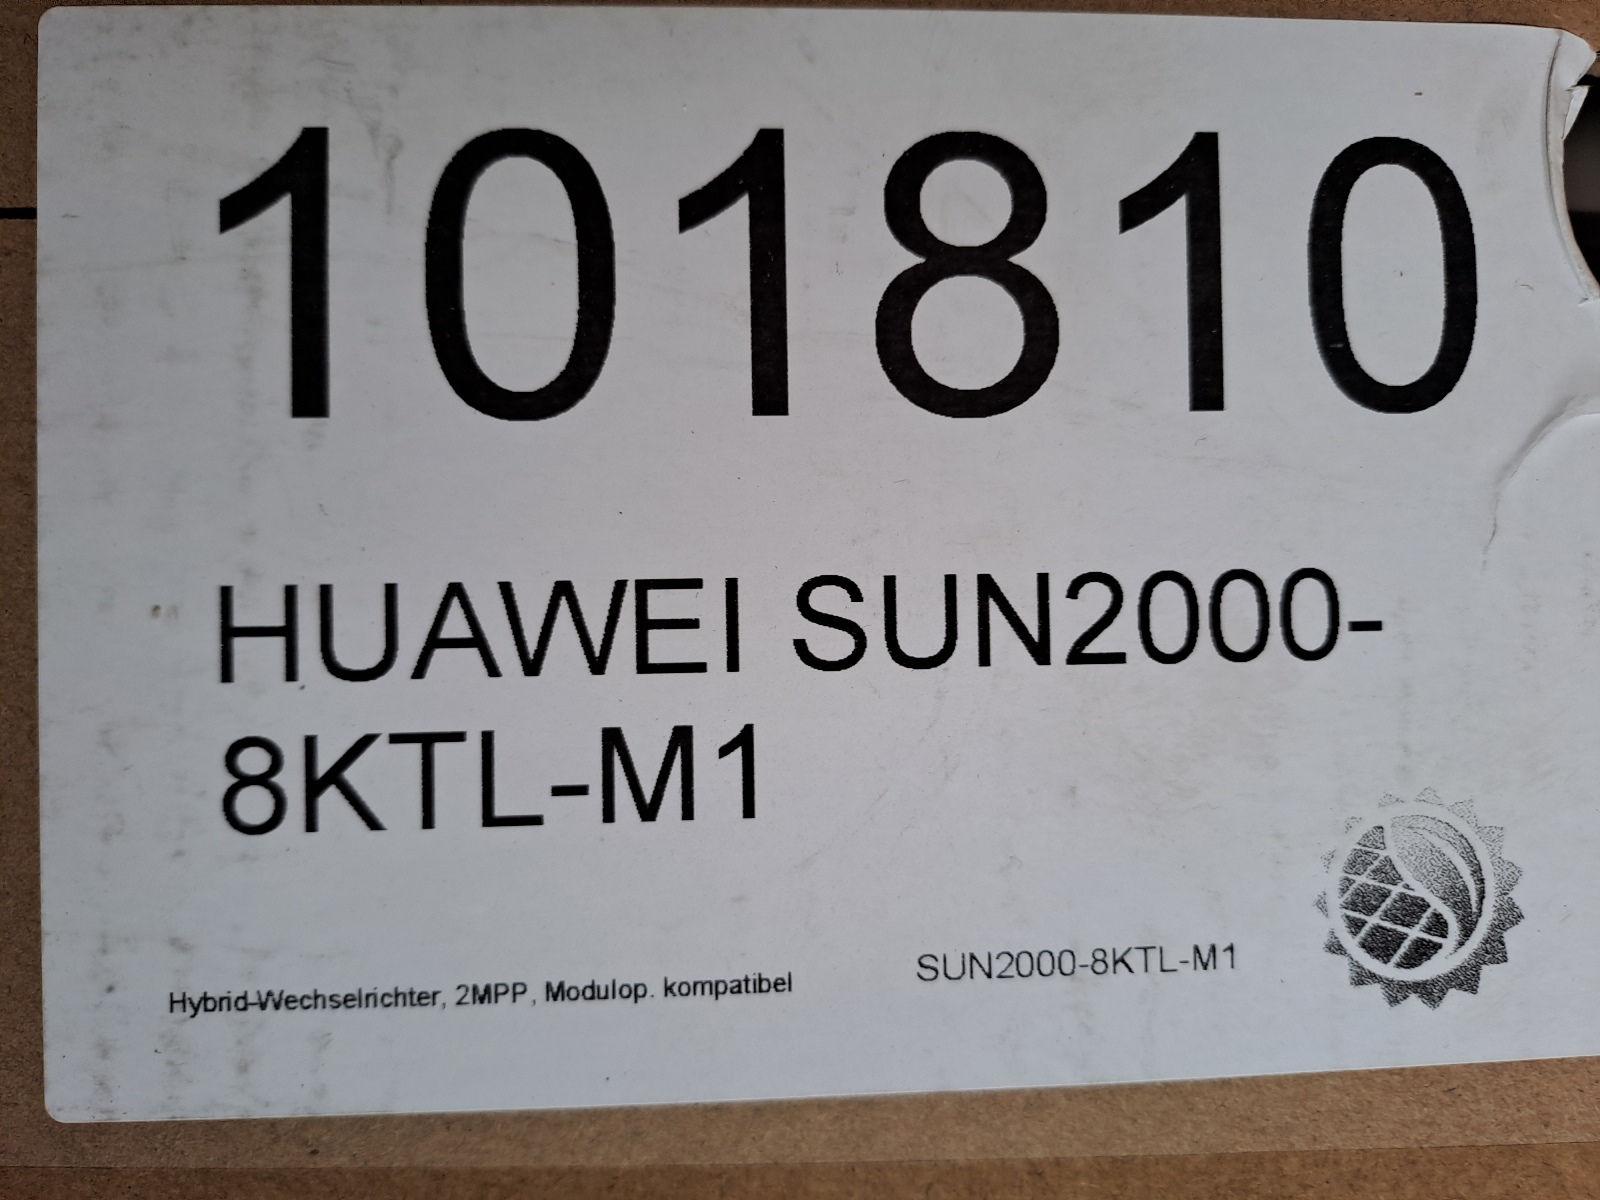 101810
HUAWEI SUN2000-
8KTL-M1
Hybrid-Wechselrichter, 2MPP, Modulop. kompatibel
SUN2000-8KTL-M1